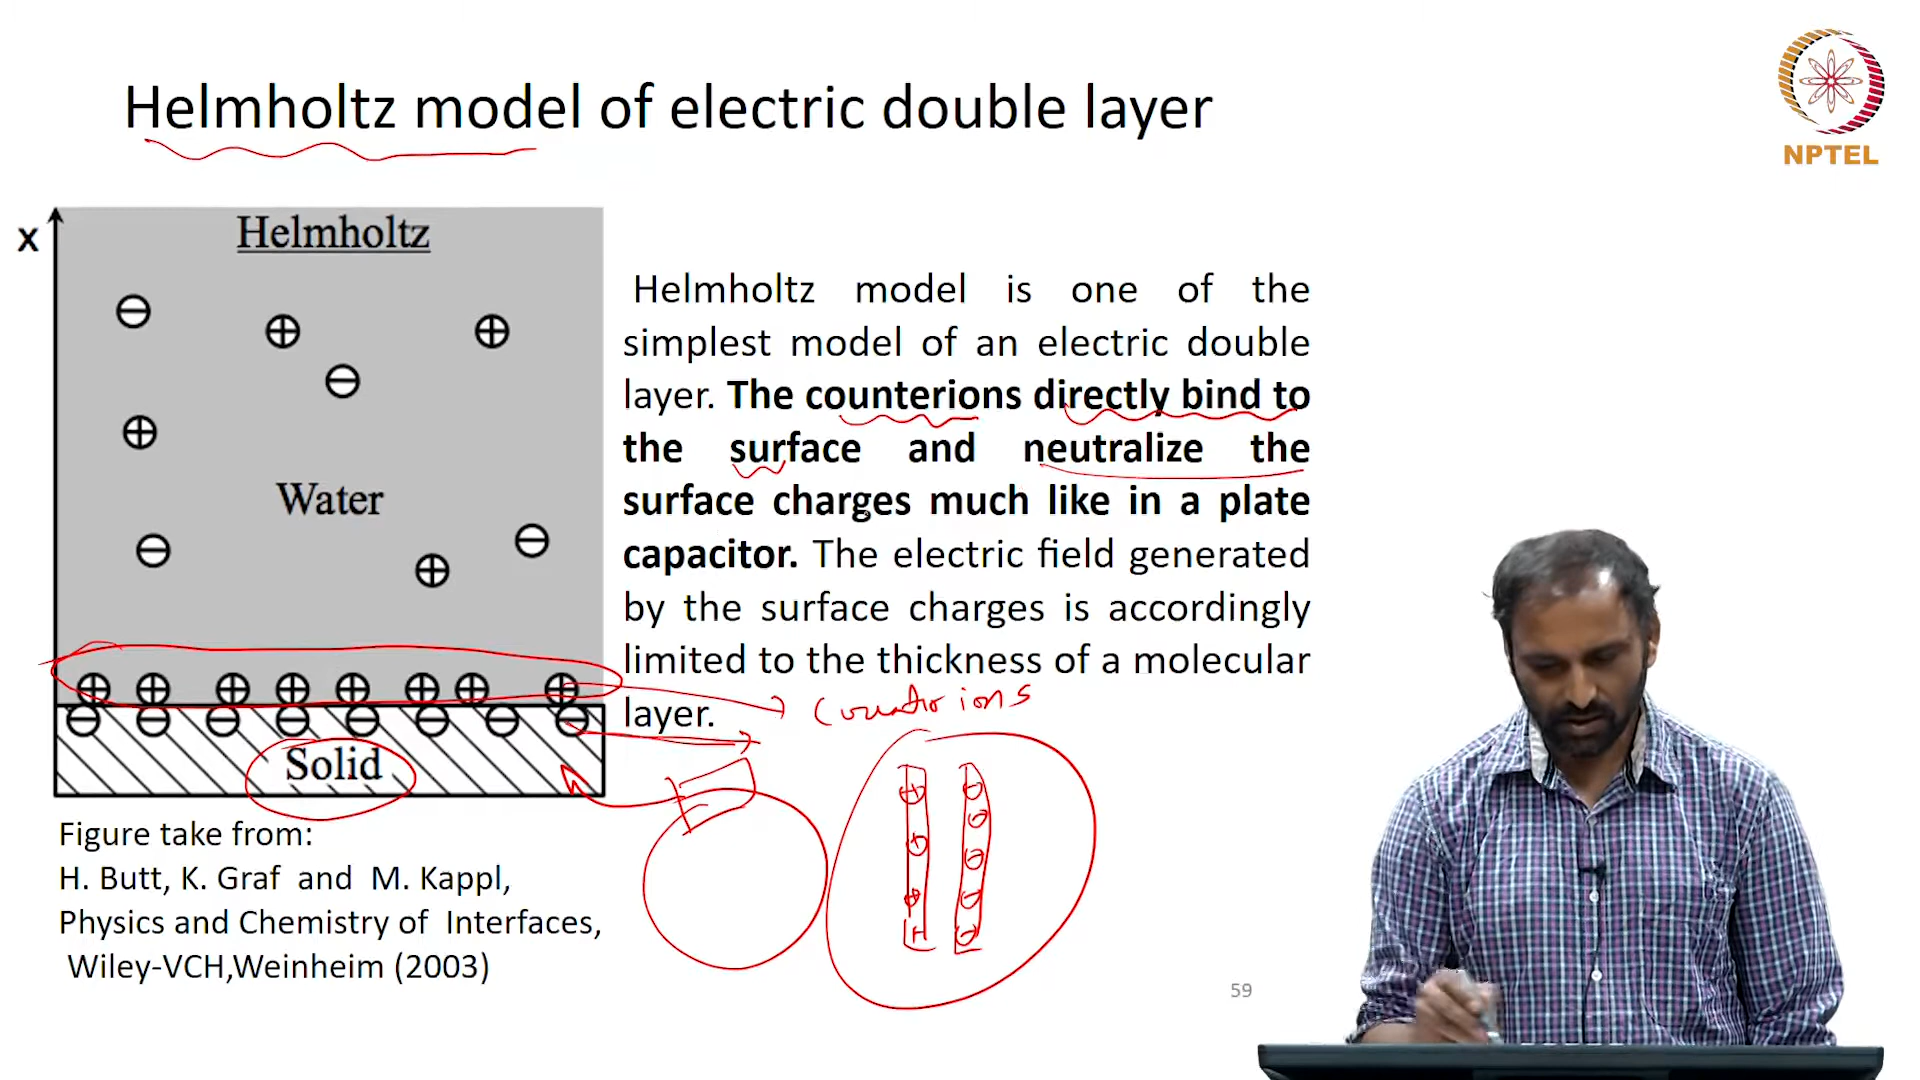 Helmholtz model of electric double layer
NPTEL
x
Helmholtz
Water
Solid
Helmholtz model is one of the
simplest model of an electric double
layer. The counterions directly bind to
the surface and neutralize the
surface charges much like in a plate
capacitor. The electric field generated
by the surface charges is accordingly
limited to the thickness of a molecular
layer.
Figure take from:
H. Butt, K. Graf and M. Kappl,
Physics and Chemistry of Interfaces,
Wiley-VCH,Weinheim (2003)
59